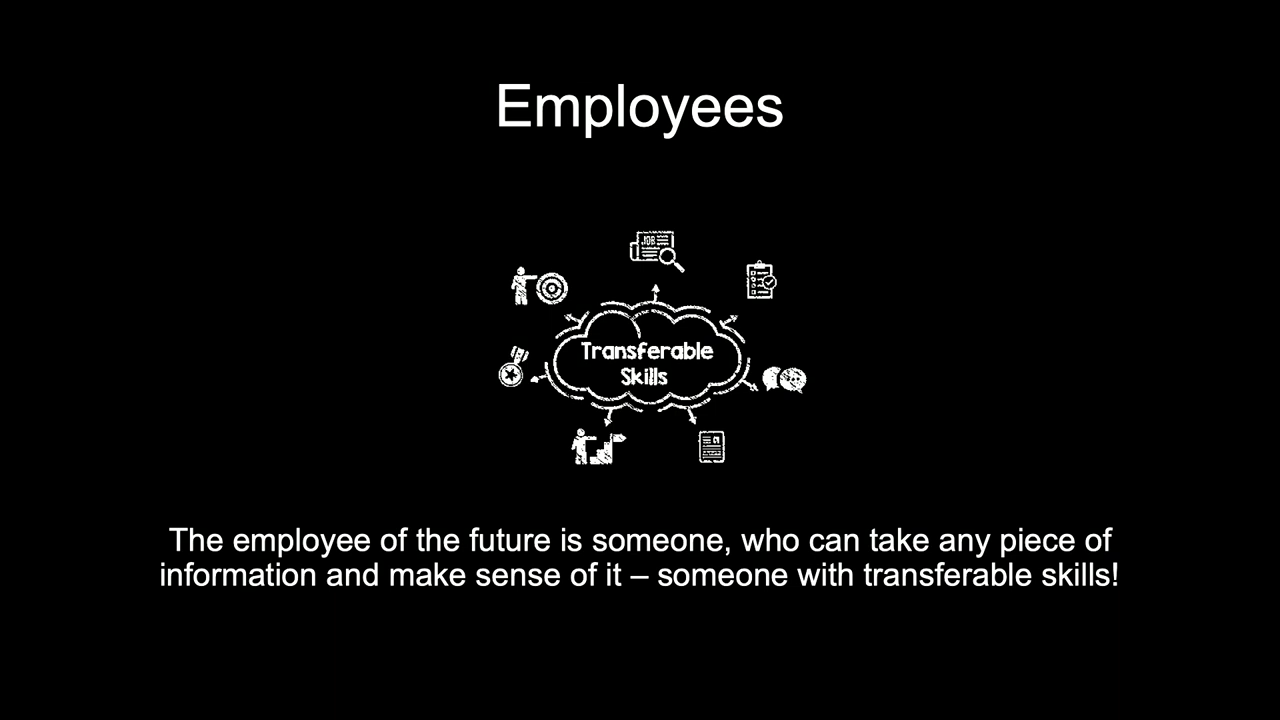 Employees
JOB
Transferable
Skills
The employee of the future is someone, who can take any piece of
information and make sense of it – someone with transferable skills!